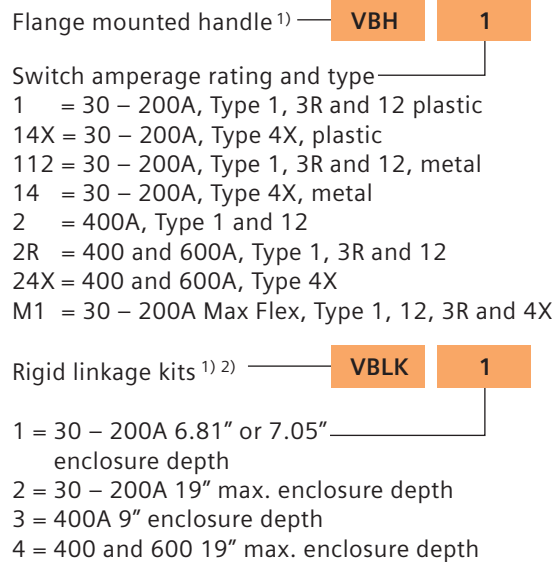 Flange mounted handle 1) VBH 1
Switch amperage rating and type
1 = 30 – 200A, Type 1, 3R and 12 plastic
14X = 30 – 200A, Type 4X, plastic
112 = 30 – 200A, Type 1, 3R and 12, metal
14 = 30 – 200A, Type 4X, metal
2 = 400A, Type 1 and 12
2R = 400 and 600A, Type 1, 3R and 12
24X = 400 and 600A, Type 4X
M1 = 30 – 200A Max Flex, Type 1, 12, 3R and 4X
Rigid linkage kits 1) 2) VBLK 1
1 = 30 – 200A 6.81″ or 7.05″
enclosure depth
2 = 30 – 200A 19″ max. enclosure depth
3 = 400A 9″ enclosure depth
4 = 400 and 600 19″ max. enclosure depth